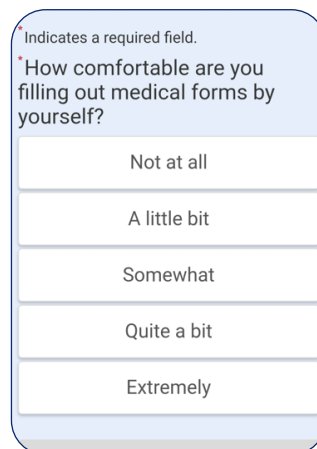 *Indicates a required field.
*How comfortable are you
filling out medical forms by
yourself?
Not at all
A little bit
Somewhat
Quite a bit
Extremely